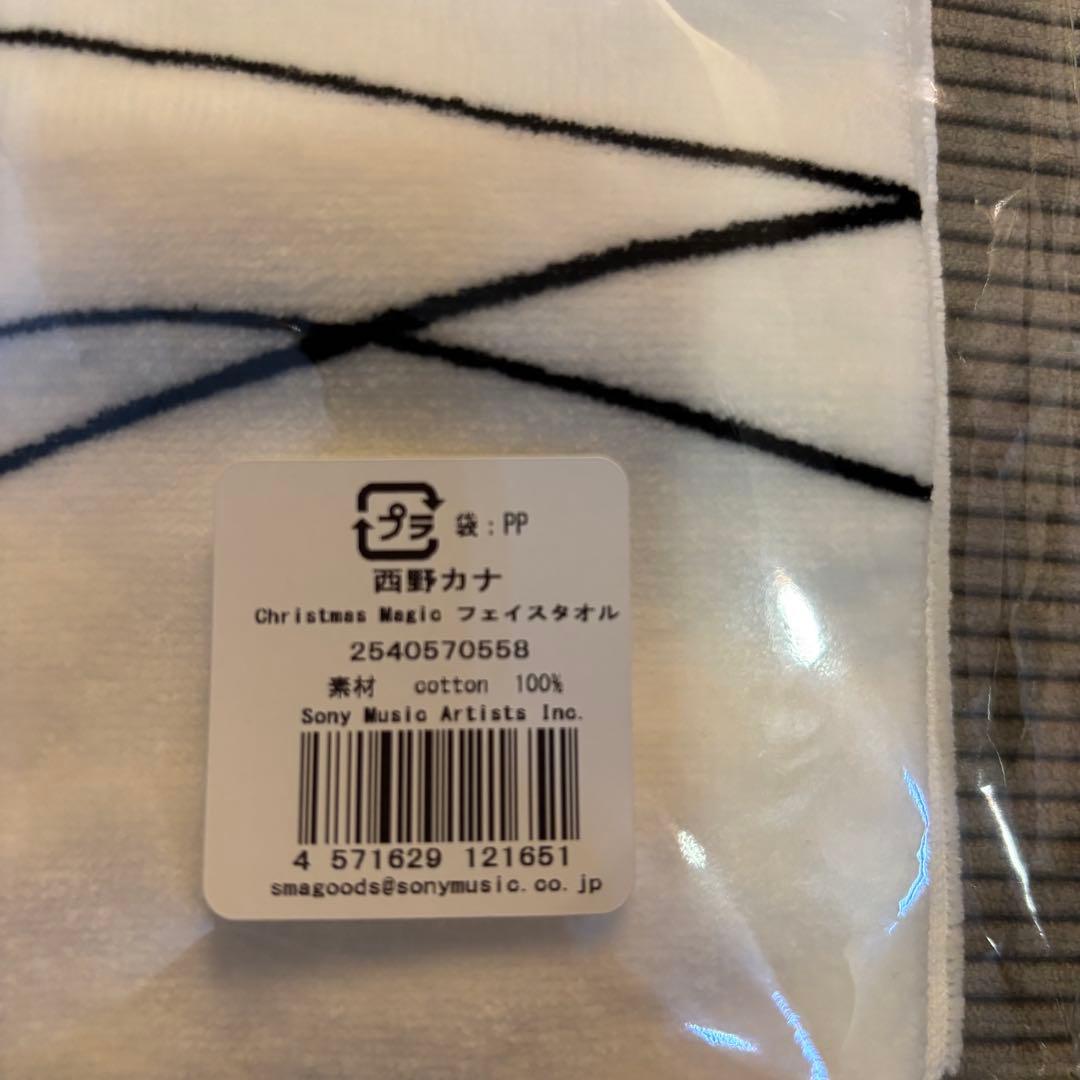 プラ 袋：PP
西野カナ
Christmas Magic フェイスタオル
2540570558
素材 cotton 100%
Sony Music Artists Inc.
4 571629 121651
smagoods@sonymusic.co.jp